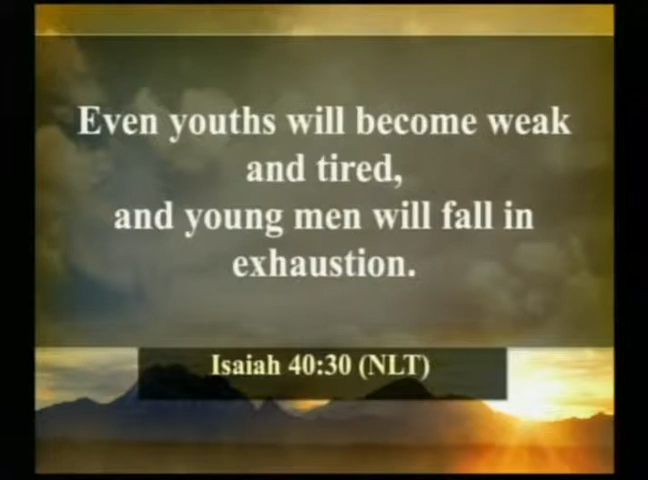 Even youths will become weak
and tired,
and young men will fall in
exhaustion.
Isaiah 40:30 (NLT)